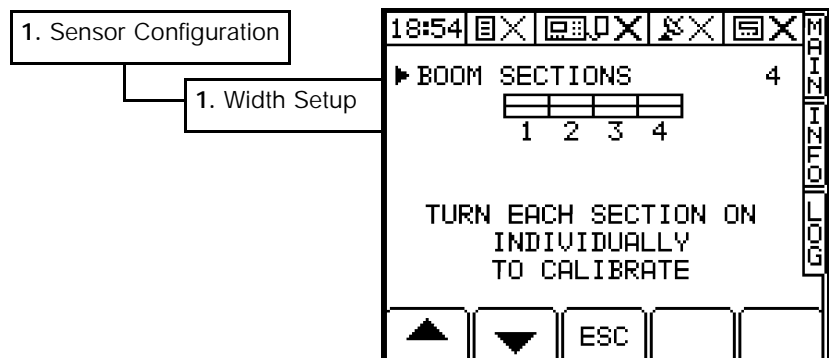 1. Sensor Configuration
1. Width Setup
18:54
BOOM SECTIONS 4
1 2 3 4
TURN EACH SECTION ON
INDIVIDUALLY
TO CALIBRATE
ESC
MAIN
INFO
LOG